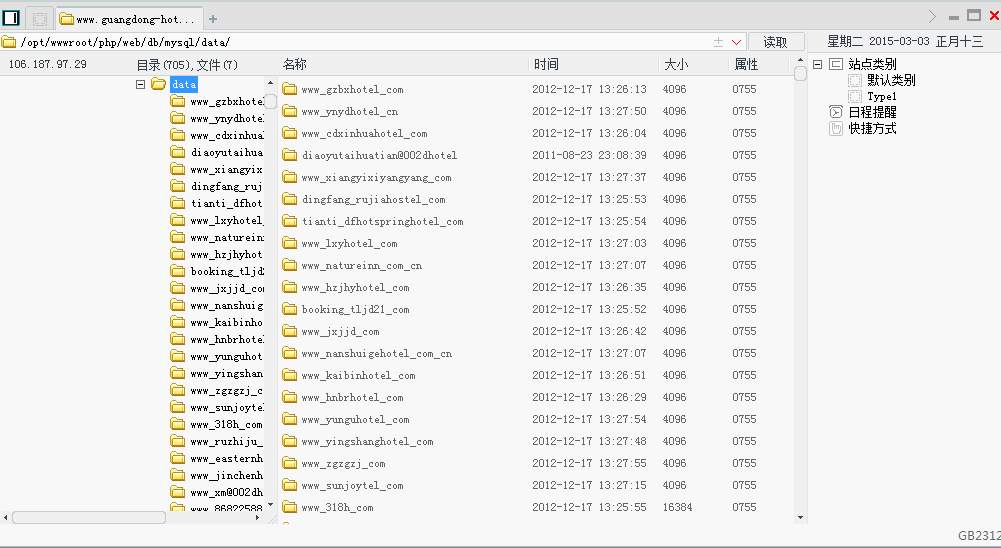 www.guangdong-hot...
/opt/wwwroot/php/web/db/mysql/data/
读取
星期二 2015-03-03 正月十三
106.187.97.29
目录(705),文件(7)
名称 时间 大小 属性
data
www_gzbxhotel
www_ynydhotel
www_cdxinhual
diaoyutaihua
www_xiangyix
dingfang_ruji
tianti_dfhot
www_lxyhotel_
www_natureinn
www_hzjhyhot
booking_tljd2
www_jxjjd_co
www_nanshuig
www_kaibinho
www_hnbrhote
www_yunguhot
www_yingshan
www_zgzgzj_c
www_sunjoytel
www_318h_com
www_ruzhiju_
www_easternh
www_jinchenh
www_xm@002dh
www_86822588
www_gzbxhotel_com 2012-12-17 13:26:13 4096 0755
www_ynydhotel_cn 2012-12-17 13:27:50 4096 0755
www_cdxinhuahotel_com 2012-12-17 13:26:04 4096 0755
diaoyutaihuatian@002dhotel 2011-08-23 23:08:39 4096 0755
www_xiangyixiyangyang_com 2012-12-17 13:27:37 4096 0755
dingfang_rujiahostel_com 2012-12-17 13:25:53 4096 0755
tianti_dfhotspringhotel_com 2012-12-17 13:25:54 4096 0755
www_lxyhotel_com 2012-12-17 13:27:03 4096 0755
www_natureinn_com_cn 2012-12-17 13:27:07 4096 0755
www_hzjhyhotel_com 2012-12-17 13:26:35 4096 0755
booking_tljd21_com 2012-12-17 13:25:52 4096 0755
www_jxjjd_com 2012-12-17 13:26:42 4096 0755
www_nanshuigehotel_com_cn 2012-12-17 13:27:07 4096 0755
www_kaibinhotel_com 2012-12-17 13:26:51 4096 0755
www_hnbrhotel_com 2012-12-17 13:26:29 4096 0755
www_yunguhotel_com 2012-12-17 13:27:54 4096 0755
www_yingshanghotel_com 2012-12-17 13:27:48 4096 0755
www_zgzgzj_com 2012-12-17 13:27:55 4096 0755
www_sunjoytel_com 2012-12-17 13:27:15 4096 0755
www_318h_com 2012-12-17 13:25:55 16384 0755
站点类别
默认类别
Type1
日程提醒
快捷方式
GB2312